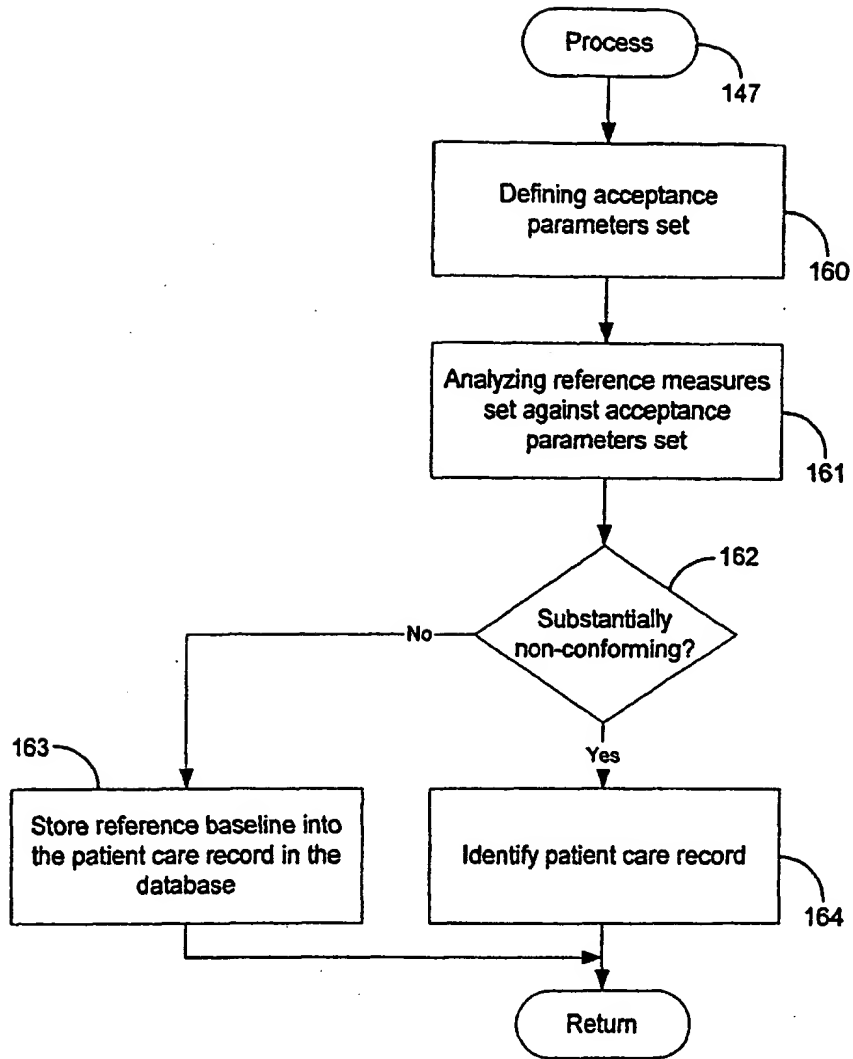 Process
147
Defining acceptance
parameters set
160
Analyzing reference measures
set against acceptance
parameters set
161
162
Substantially
non-conforming?
No
Yes
163
Store reference baseline into
the patient care record in the
database
Identify patient care record
164
Return